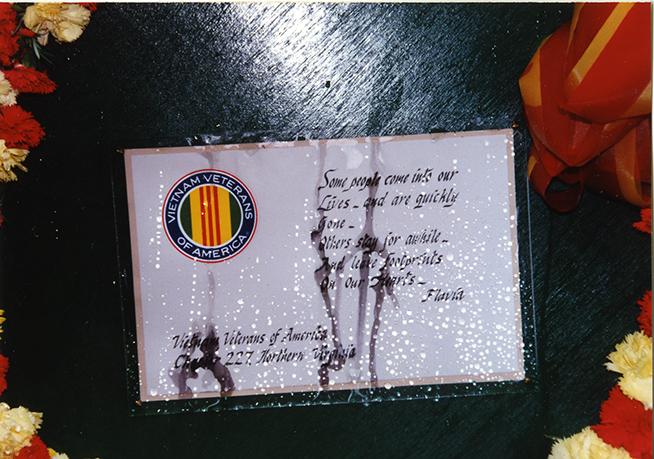 VIETNAM VETERANS
OF AMERICA
Some people come into our
Lives - and are quickly
Gone -
Others stay for awhile -
And leave footprints
On Our Hearts -
Flavia
Vietnam Veterans of America
Chapter 227, Northern Virginia